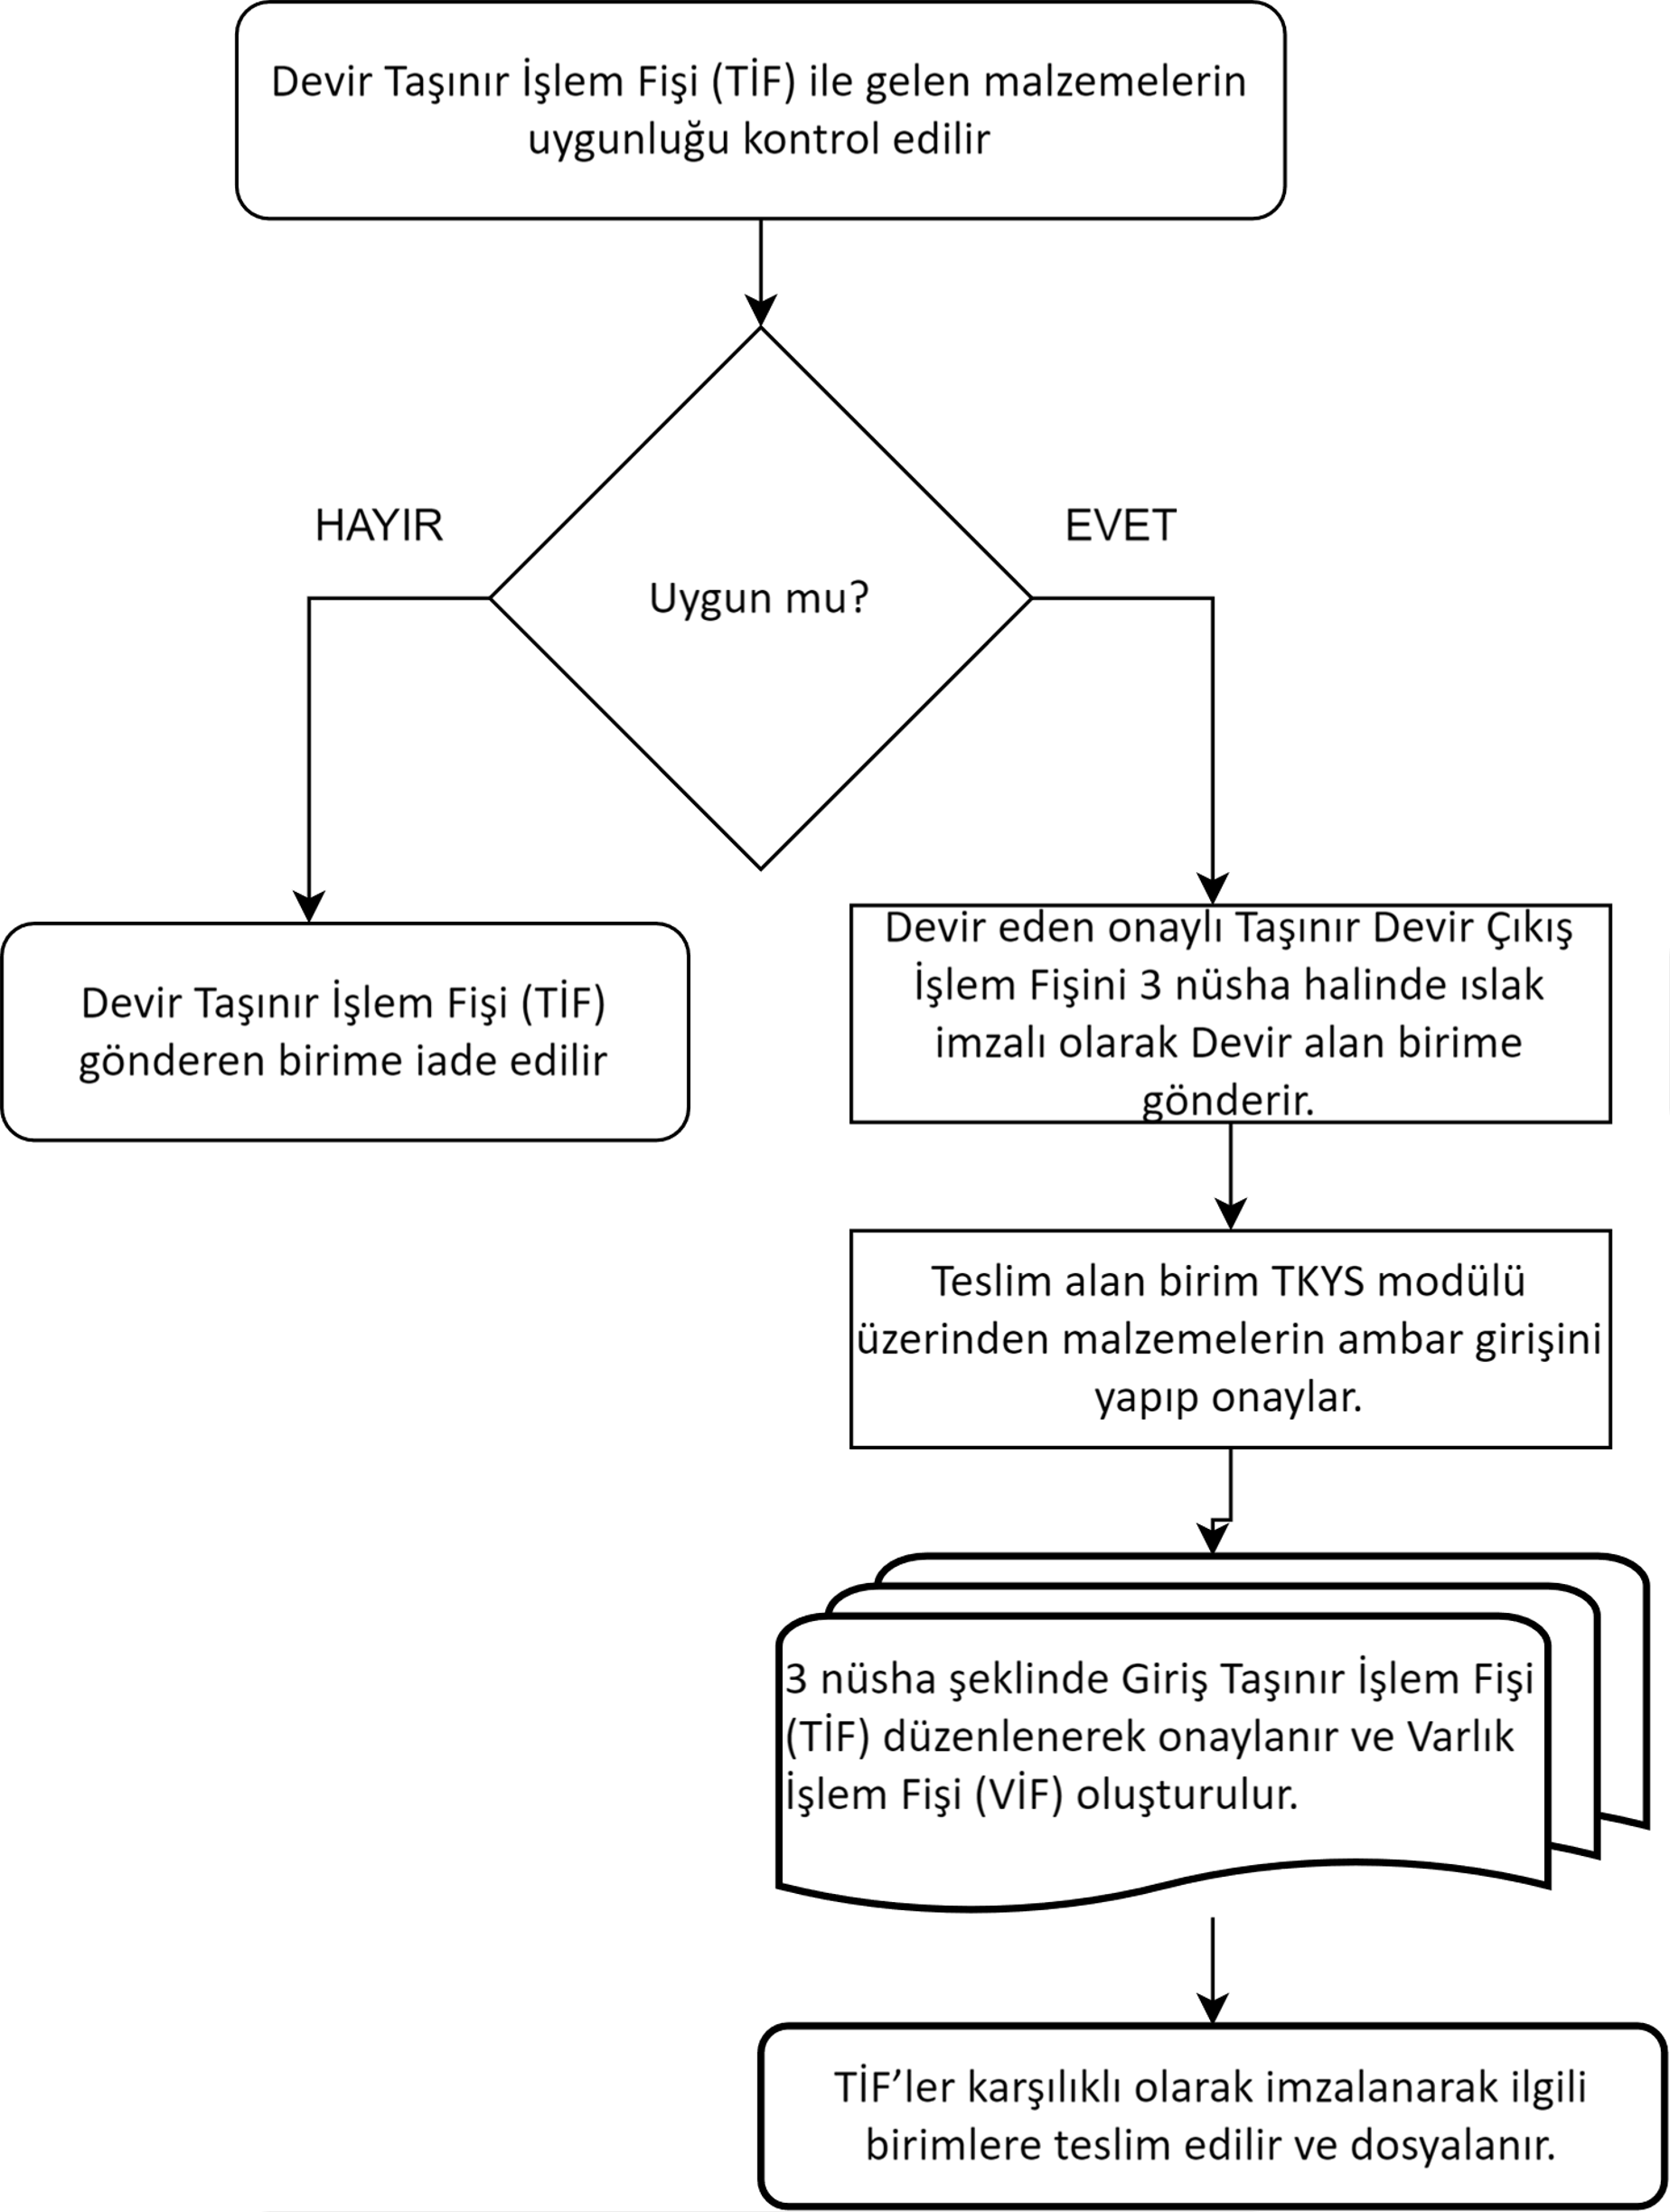 Devir Taşınır İşlem Fişi (TİF) ile gelen malzemelerin
uygunluğu kontrol edilir
HAYIR
EVET
Uygun mu?
Devir Taşınır İşlem Fişi (TİF)
gönderen birime iade edilir
Devir eden onaylı Taşınır Devir Çıkış
İşlem Fişini 3 nüsha halinde ıslak
imzalı olarak Devir alan birime
gönderir.
Teslim alan birim TKYS modülü
üzerinden malzemelerin ambar girişini
yapıp onaylar.
3 nüsha şeklinde Giriş Taşınır İşlem Fişi
(TİF) düzenlenerek onaylanır ve Varlık
İşlem Fişi (VİF) oluşturulur.
TİF’ler karşılıklı olarak imzalanarak ilgili
birimlere teslim edilir ve dosyalanır.